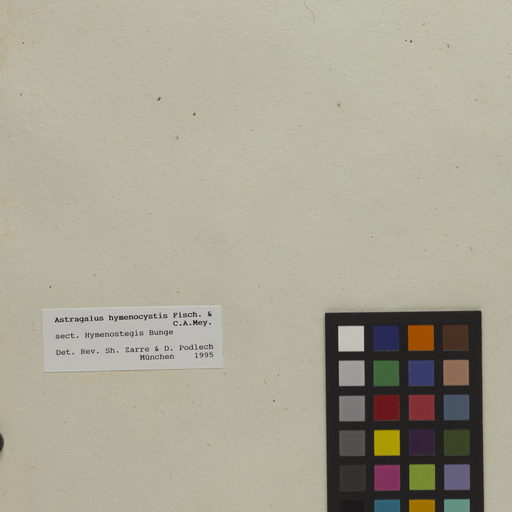 Astragalus hymenocystis Fisch. &
C.A.Mey.
sect. Hymenostegis Bunge
Det. Rev. Sh. Zarre & D. Podlech
München 1995